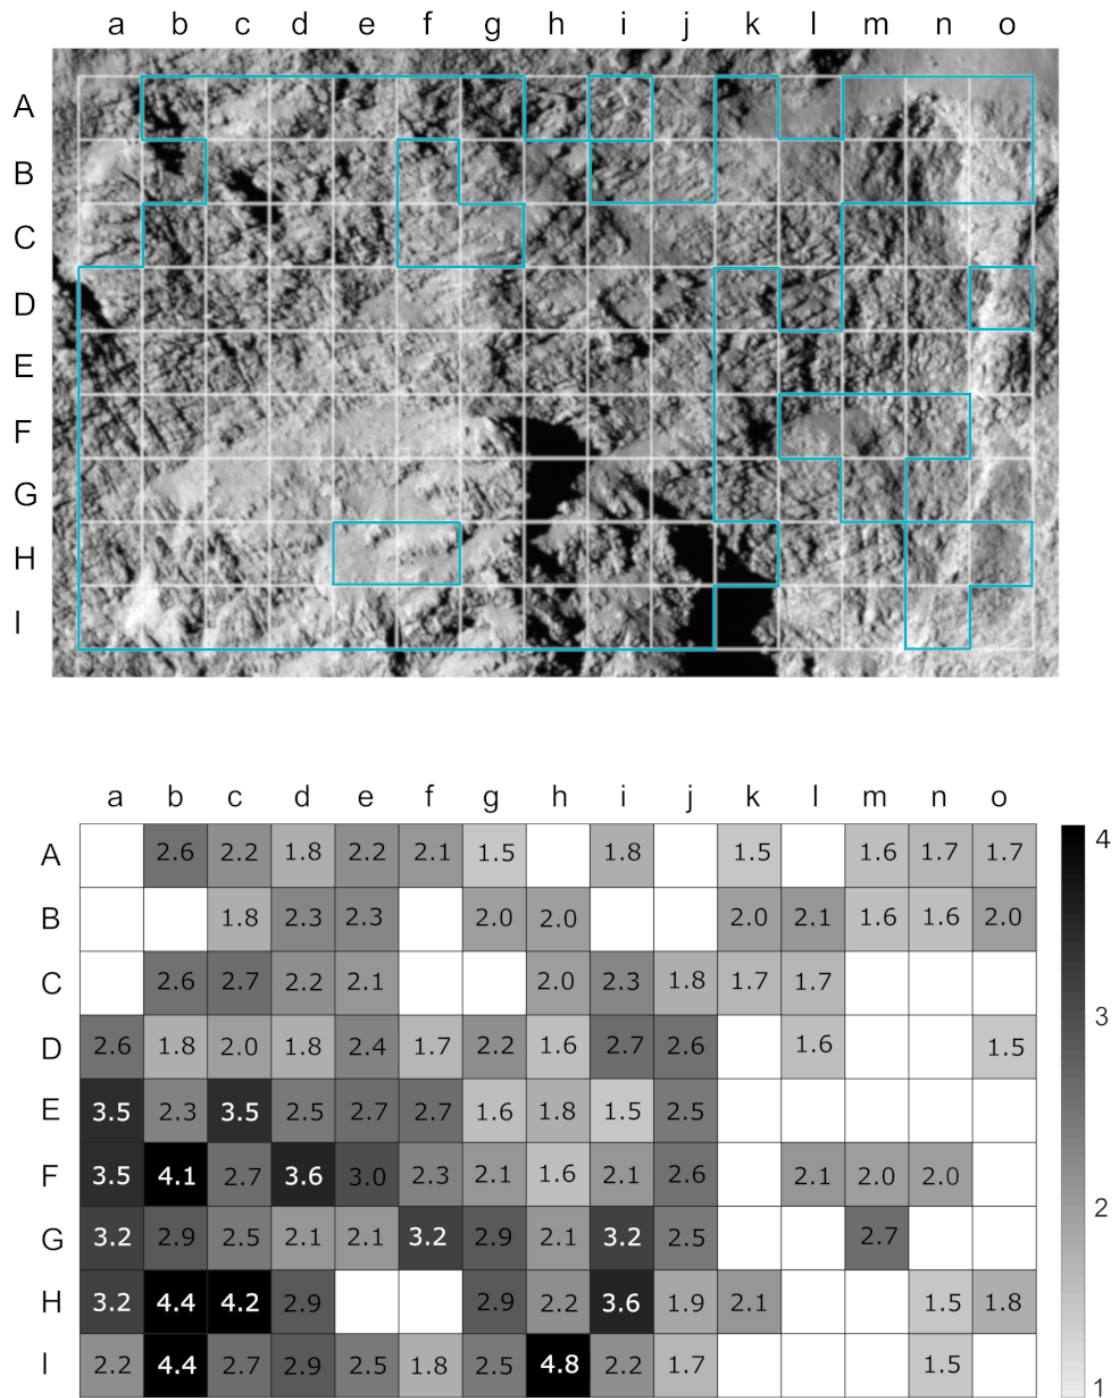 a b c d e f g h i j k l m n o
A
B
C
D
E
F
G
H
I
a b c d e f g h i j k l m n o
A 2.6 2.2 1.8 2.2 2.1 1.5 1.8 1.5 1.6 1.7 1.7
B 1.8 2.3 2.3 2.0 2.0 2.0 2.1 1.6 1.6 2.0
C 2.6 2.7 2.2 2.1 2.0 2.3 1.8 1.7 1.7
D 2.6 1.8 2.0 1.8 2.4 1.7 2.2 1.6 2.7 2.6 1.6 1.5
E 3.5 2.3 3.5 2.5 2.7 2.7 1.6 1.8 1.5 2.5
F 3.5 4.1 2.7 3.6 3.0 2.3 2.1 1.6 2.1 2.6 2.1 2.0 2.0
G 3.2 2.9 2.5 2.1 2.1 3.2 2.9 2.1 3.2 2.5 2.7
H 3.2 4.4 4.2 2.9 2.9 2.2 3.6 1.9 2.1 1.5 1.8
I 2.2 4.4 2.7 2.9 2.5 1.8 2.5 4.8 2.2 1.7 1.5
4
3
2
1